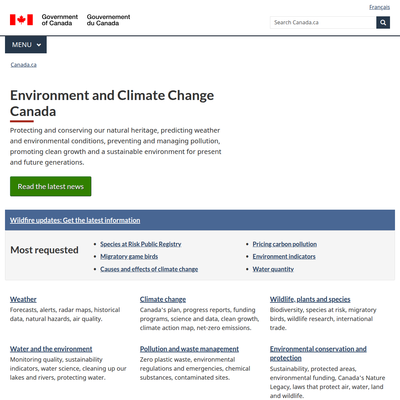 Français
Government of Canada
Gouvernement du Canada
Search Canada.ca
MENU
Canada.ca
Environment and Climate Change
Canada
Protecting and conserving our natural heritage, predicting weather
and environmental conditions, preventing and managing pollution,
promoting clean growth and a sustainable environment for present
and future generations.
Read the latest news
Wildfire updates: Get the latest information
Most requested
Species at Risk Public Registry
Migratory game birds
Causes and effects of climate change
Pricing carbon pollution
Environment indicators
Water quantity
Weather
Forecasts, alerts, radar maps, historical
data, natural hazards, air quality.
Climate change
Canada's plan, progress reports, funding
programs, science and data, clean growth,
climate action map, net-zero emissions.
Wildlife, plants and species
Biodiversity, species at risk, migratory
birds, wildlife research, international
trade.
Water and the environment
Monitoring quality, sustainability
indicators, water science, cleaning up our
lakes and rivers, protecting water.
Pollution and waste management
Zero plastic waste, environmental
regulations and emergencies, chemical
substances, contaminated sites.
Environmental conservation and
protection
Sustainability, protected areas,
environmental funding, Canada's Nature
Legacy, laws that protect air, water, land
and wildlife.